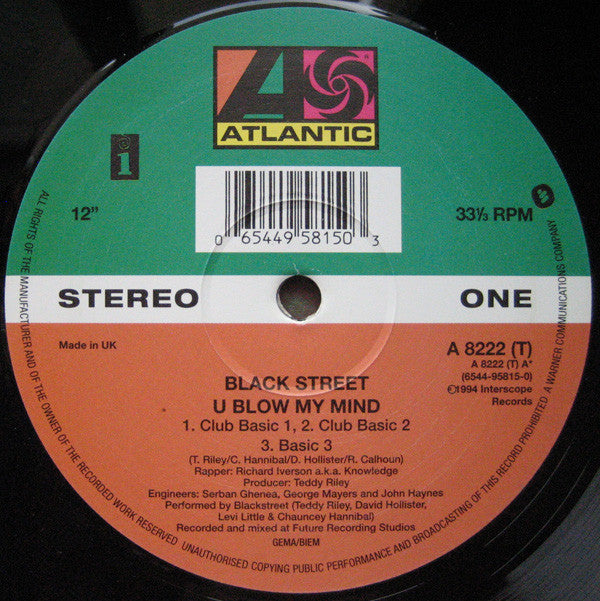 ATLANTIC
i
12"
33⅓ RPM
0 65449 58150 3
STEREO
ONE
Made in UK
A 8222 (T)
A 8222 (T) A*
(6544-95815-0)
℗1994 Interscope
Records
BLACK STREET
U BLOW MY MIND
1. Club Basic 1, 2. Club Basic 2
3. Basic 3
(T. Riley/C. Hannibal/D. Hollister/R. Calhoun)
Rapper: Richard Iverson a.k.a. Knowledge
Producer: Teddy Riley
Engineers: Serban Ghenea, George Mayers and John Haynes
Performed by Blackstreet (Teddy Riley, David Hollister,
Levi Little & Chauncey Hannibal)
Recorded and mixed at Future Recording Studios
GEMA/BIEM
ALL RIGHTS OF THE MANUFACTURER AND OF THE OWNER OF THE RECORDED WORK RESERVED. UNAUTHORISED COPYING PUBLIC PERFORMANCE AND BROADCASTING OF THIS RECORD PROHIBITED. A WARNER COMMUNICATIONS COMPANY